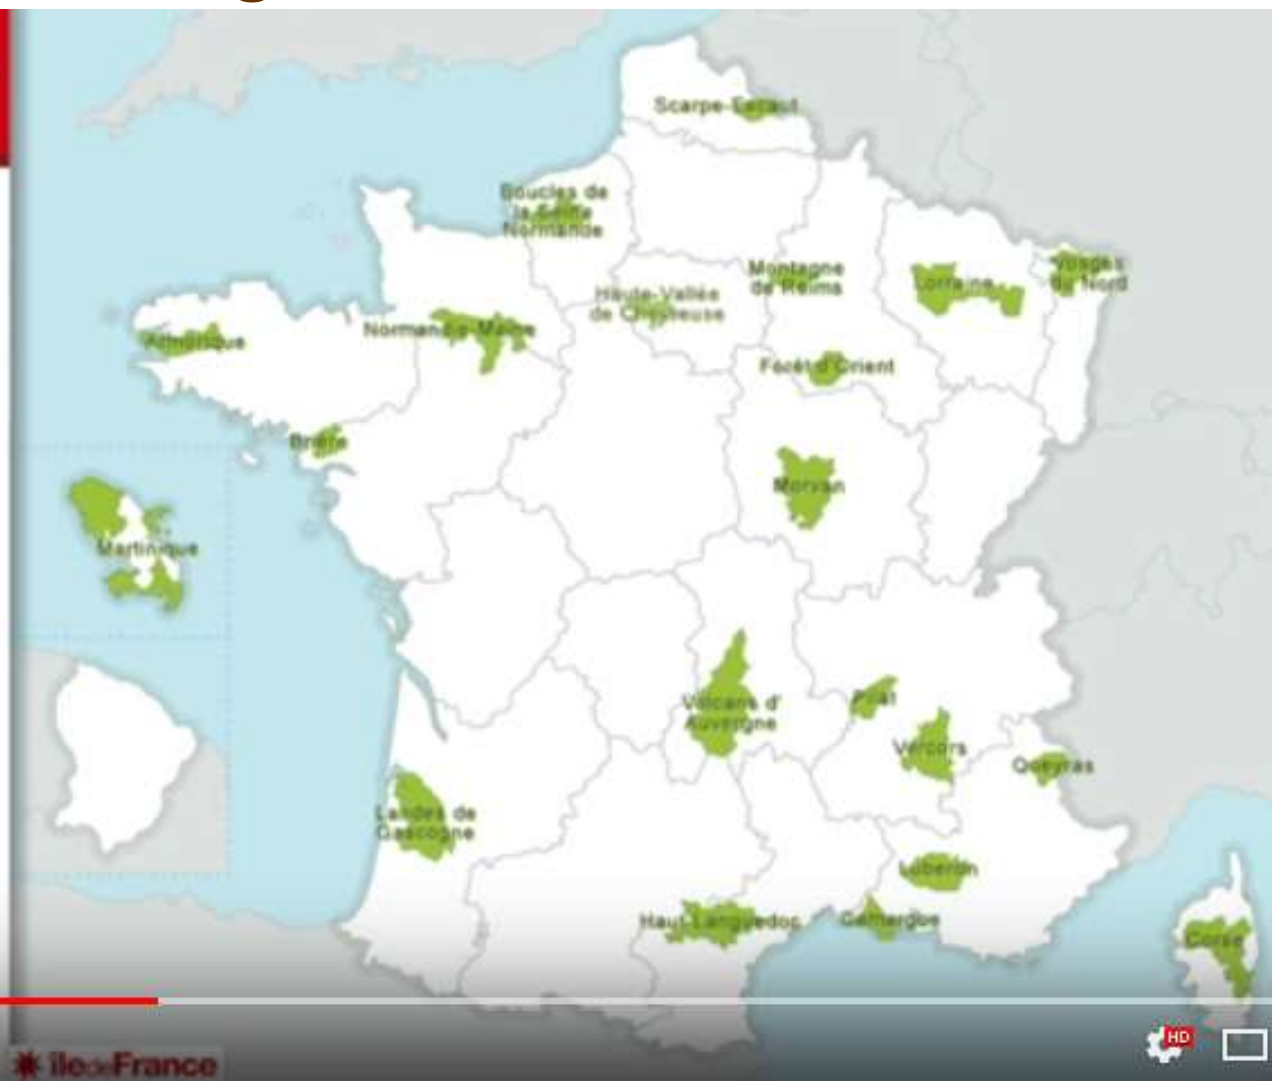 Scarpe-Escaut
Boucles de
la Seine
Normande
Montagne
de Reims
Haute-Vallée
de Chevreuse
Lorraine
Vosges
du Nord
Armorique
Normandie-Maine
Forêt d'Orient
Brière
Morvan
Martinique
Volcans d'
Auvergne
Pilat
Vercors
Queyras
Landes de
Gascogne
Luberon
Haut-Languedoc
Camargue
Corse
HD
îledeFrance